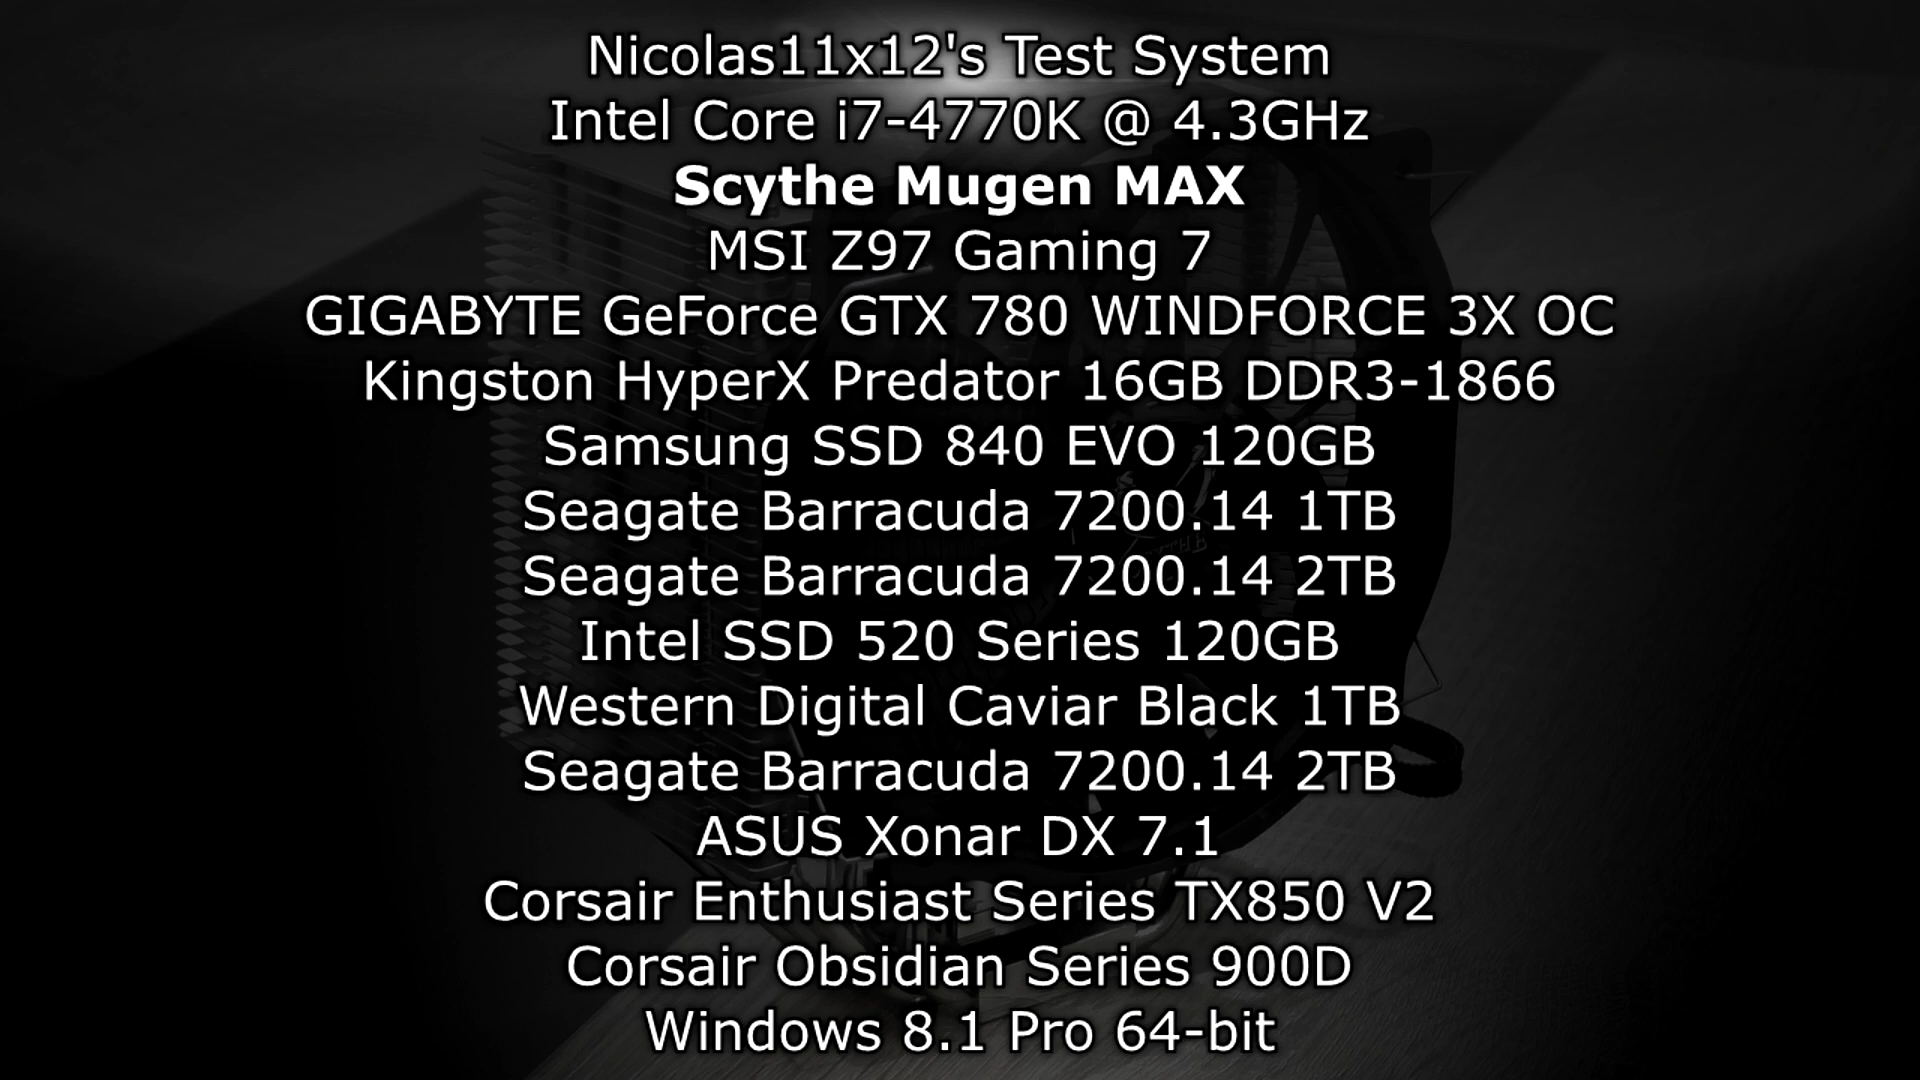 Nicolas11x12's Test System
Intel Core i7-4770K @ 4.3GHz
Scythe Mugen MAX
MSI Z97 Gaming 7
GIGABYTE GeForce GTX 780 WINDFORCE 3X OC
Kingston HyperX Predator 16GB DDR3-1866
Samsung SSD 840 EVO 120GB
Seagate Barracuda 7200.14 1TB
Seagate Barracuda 7200.14 2TB
Intel SSD 520 Series 120GB
Western Digital Caviar Black 1TB
Seagate Barracuda 7200.14 2TB
ASUS Xonar DX 7.1
Corsair Enthusiast Series TX850 V2
Corsair Obsidian Series 900D
Windows 8.1 Pro 64-bit